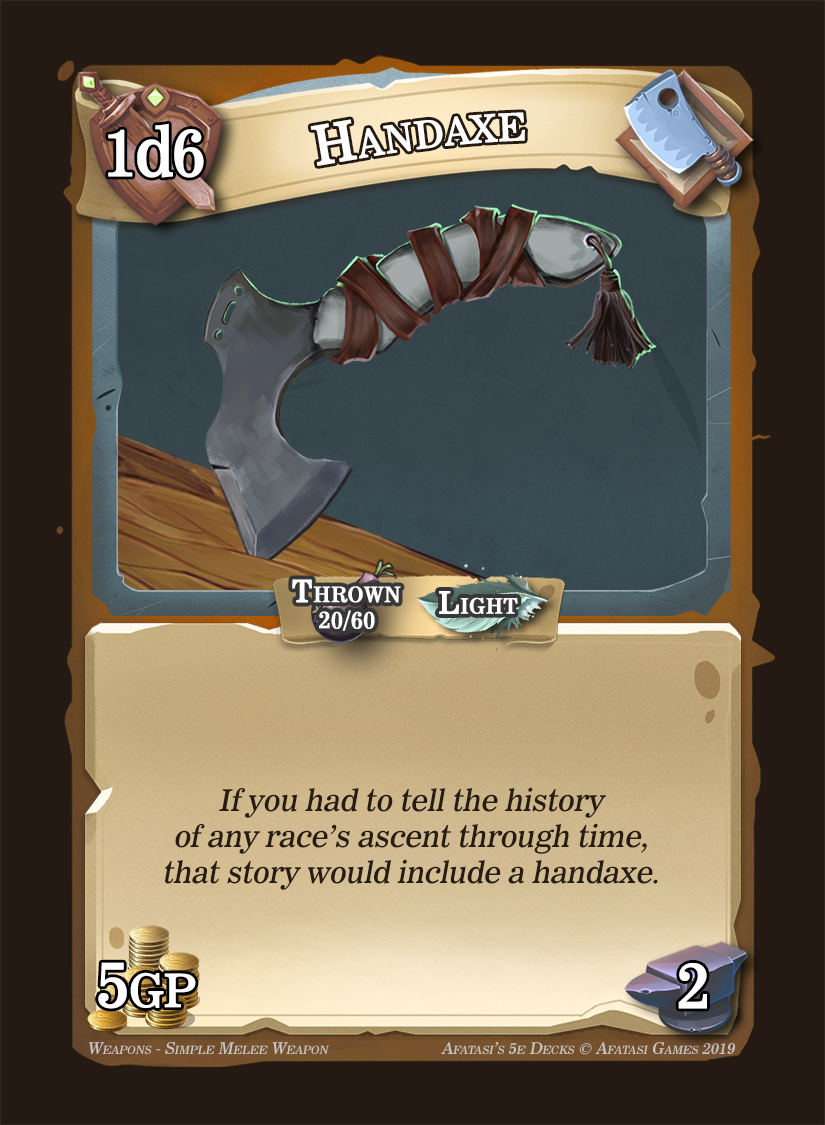 1d6
Handaxe
Thrown
20/60
Light
If you had to tell the history
of any race's ascent through time,
that story would include a handaxe.
5GP
2
Weapons - Simple Melee Weapon
Afatasi's 5e Decks © Afatasi Games 2019